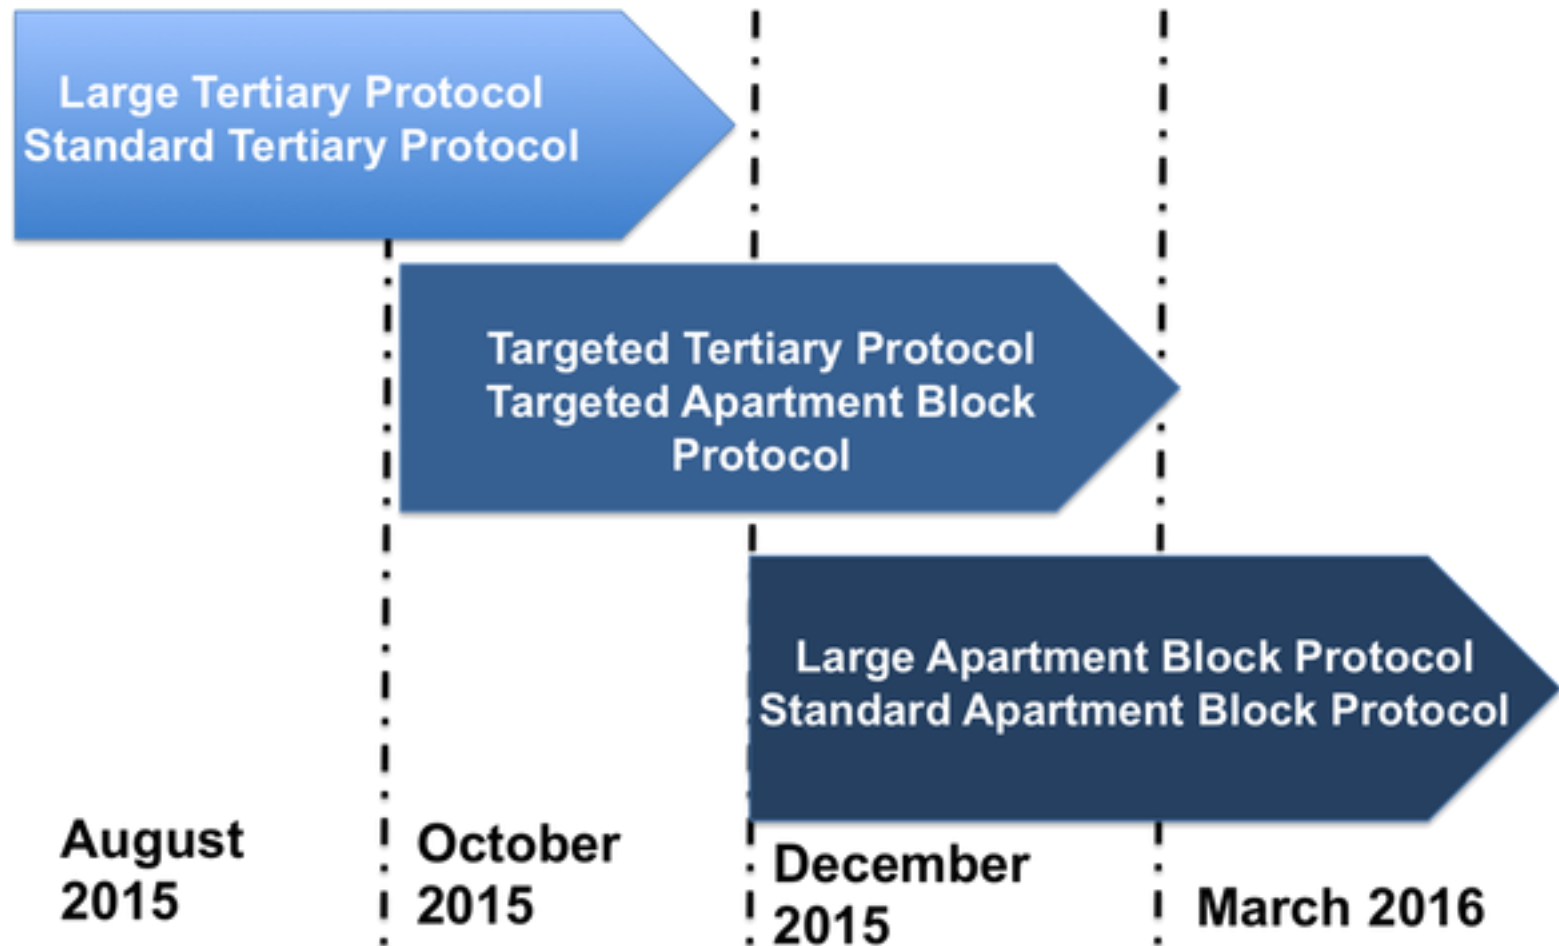 Large Tertiary Protocol
Standard Tertiary Protocol
Targeted Tertiary Protocol
Targeted Apartment Block
Protocol
Large Apartment Block Protocol
Standard Apartment Block Protocol
August
2015
October
2015
December
2015
March 2016